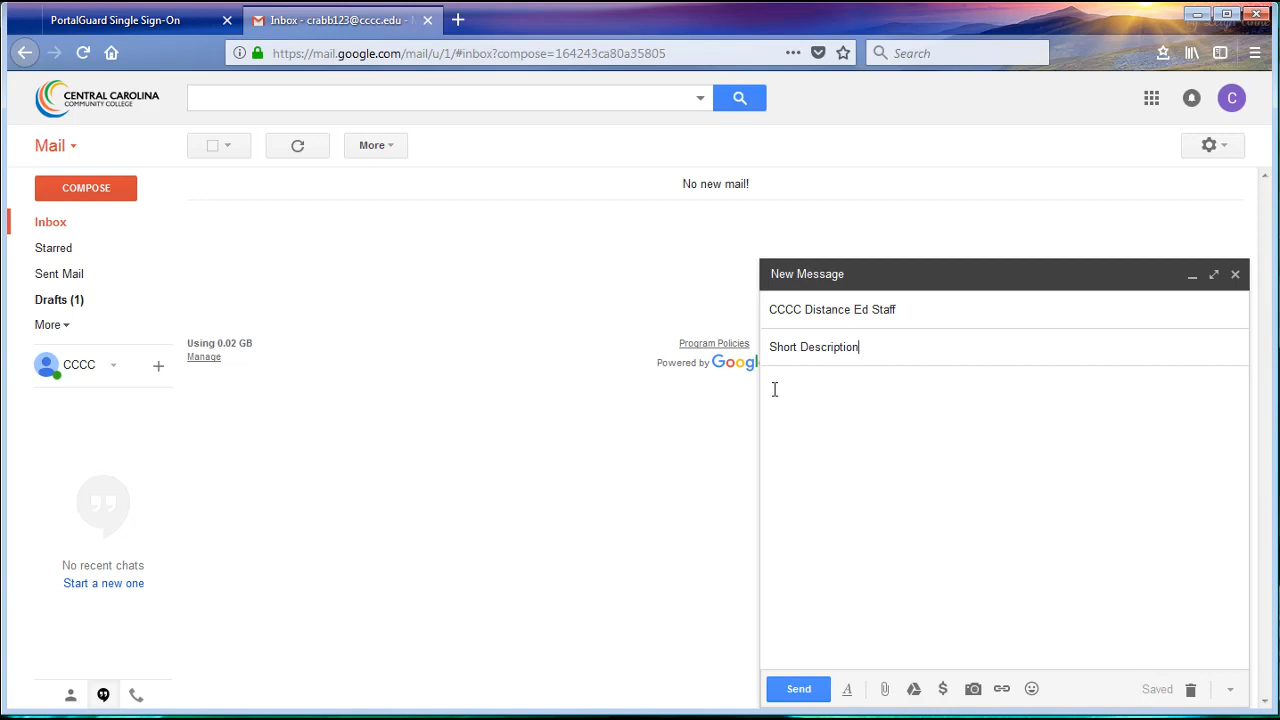 PortalGuard Single Sign-On
Inbox - crabb123@cccc.edu -
https://mail.google.com/mail/u/1/#inbox?compose=164243ca80a35805
Search
CENTRAL CAROLINA
COMMUNITY COLLEGE
C
Mail
More
No new mail!
COMPOSE
Inbox
Starred
Sent Mail
Drafts (1)
More
CCCC
Using 0.02 GB
Manage
Program Policies
Powered by Google
No recent chats
Start a new one
New Message
CCCC Distance Ed Staff
Short Description
Send
Saved